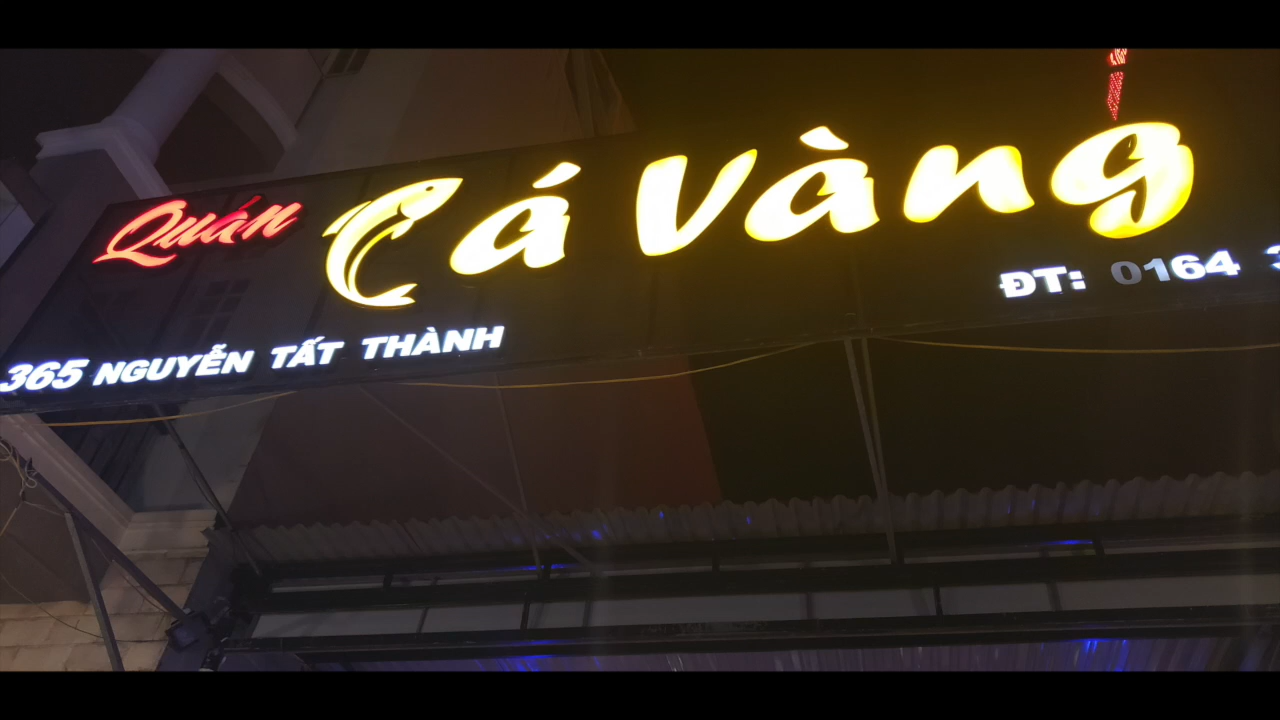 Quán Cá Vàng
365 NGUYỄN TẤT THÀNH
ĐT: 0164